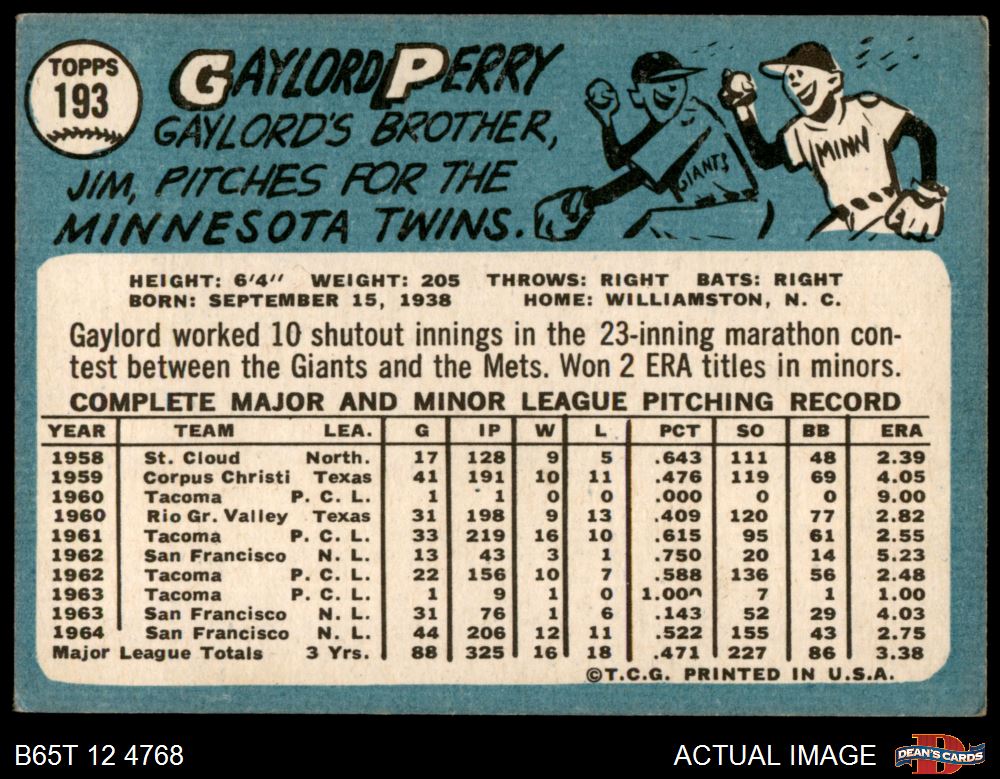 TOPPS
193
GAYLORD PERRY
GAYLORD'S BROTHER,
JIM, PITCHES FOR THE
MINNESOTA TWINS.
GIANTS
MINN
HEIGHT: 6'4" WEIGHT: 205 THROWS: RIGHT BATS: RIGHT
BORN: SEPTEMBER 15, 1938 HOME: WILLIAMSTON, N. C.
Gaylord worked 10 shutout innings in the 23-inning marathon con-
test between the Giants and the Mets. Won 2 ERA titles in minors.
COMPLETE MAJOR AND MINOR LEAGUE PITCHING RECORD
YEAR TEAM LEA. G IP W L PCT SO BB ERA
1958 St. Cloud North. 17 128 9 5 .643 111 48 2.39
1959 Corpus Christi Texas 41 191 10 11 .476 119 69 4.05
1960 Tacoma P. C. L. 1 1 0 0 .000 0 0 9.00
1960 Rio Gr. Valley Texas 31 198 9 13 .409 120 77 2.82
1961 Tacoma P. C. L. 33 219 16 10 .615 95 61 2.55
1962 San Francisco N. L. 13 43 3 1 .750 20 14 5.23
1962 Tacoma P. C. L. 22 156 10 7 .588 136 56 2.48
1963 Tacoma P. C. L. 1 9 1 0 1.000 7 1 1.00
1963 San Francisco N. L. 31 76 1 6 .143 52 29 4.03
1964 San Francisco N. L. 44 206 12 11 .522 155 43 2.75
Major League Totals 3 Yrs. 88 325 16 18 .471 227 86 3.38
©T.C.G. PRINTED IN U.S.A.
B65T 12 4768
ACTUAL IMAGE
DEAN'S CARDS